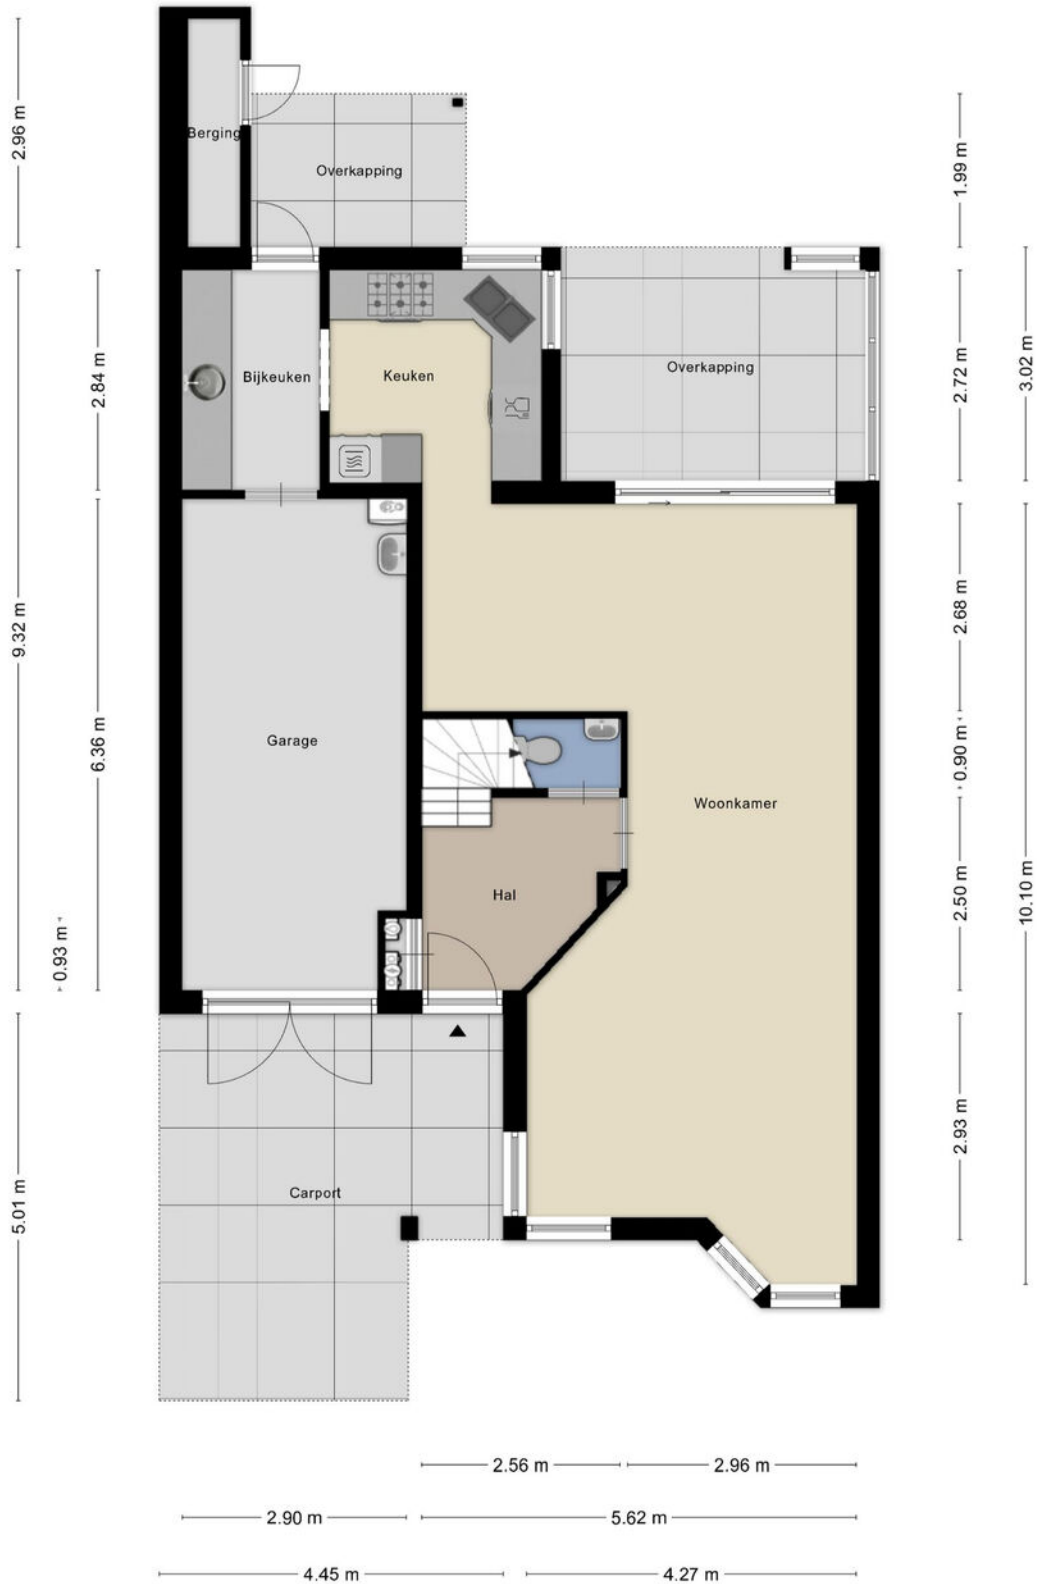 2.96 m
Berging
Overkapping
1.99 m
2.84 m
Bijkeuken
Keuken
Overkapping
2.72 m
3.02 m
9.32 m
6.36 m
0.93 m
Garage
Hal
Woonkamer
2.68 m
0.90 m
2.50 m
10.10 m
5.01 m
Carport
2.93 m
2.56 m
2.96 m
2.90 m
5.62 m
4.45 m
4.27 m